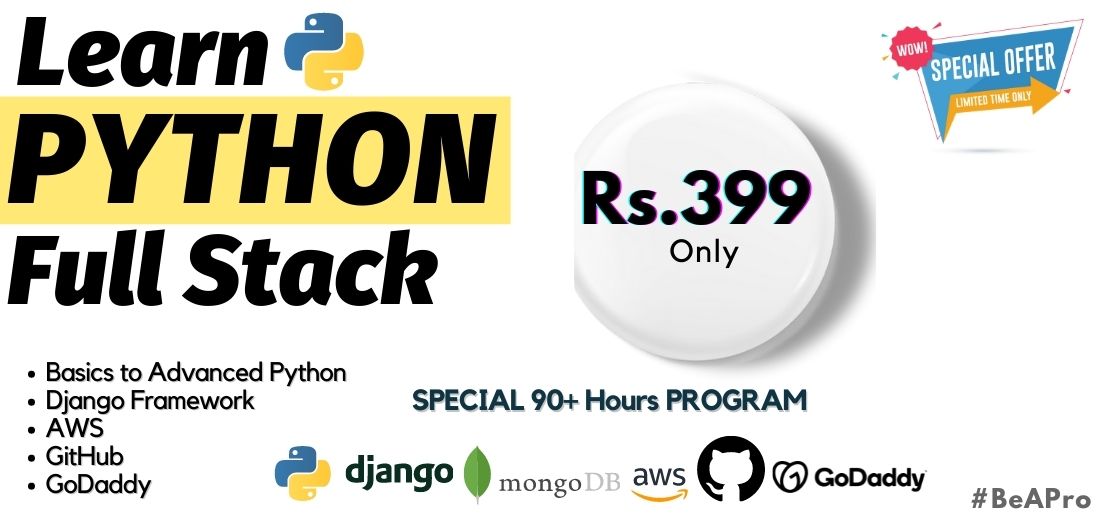 Learn
PYTHON
Full Stack
WOW!
SPECIAL OFFER
LIMITED TIME ONLY
Rs.399
Only
Basics to Advanced Python
Django Framework
AWS
GitHub
GoDaddy
SPECIAL 90+ Hours PROGRAM
django
mongoDB
aws
GoDaddy
#BeAPro